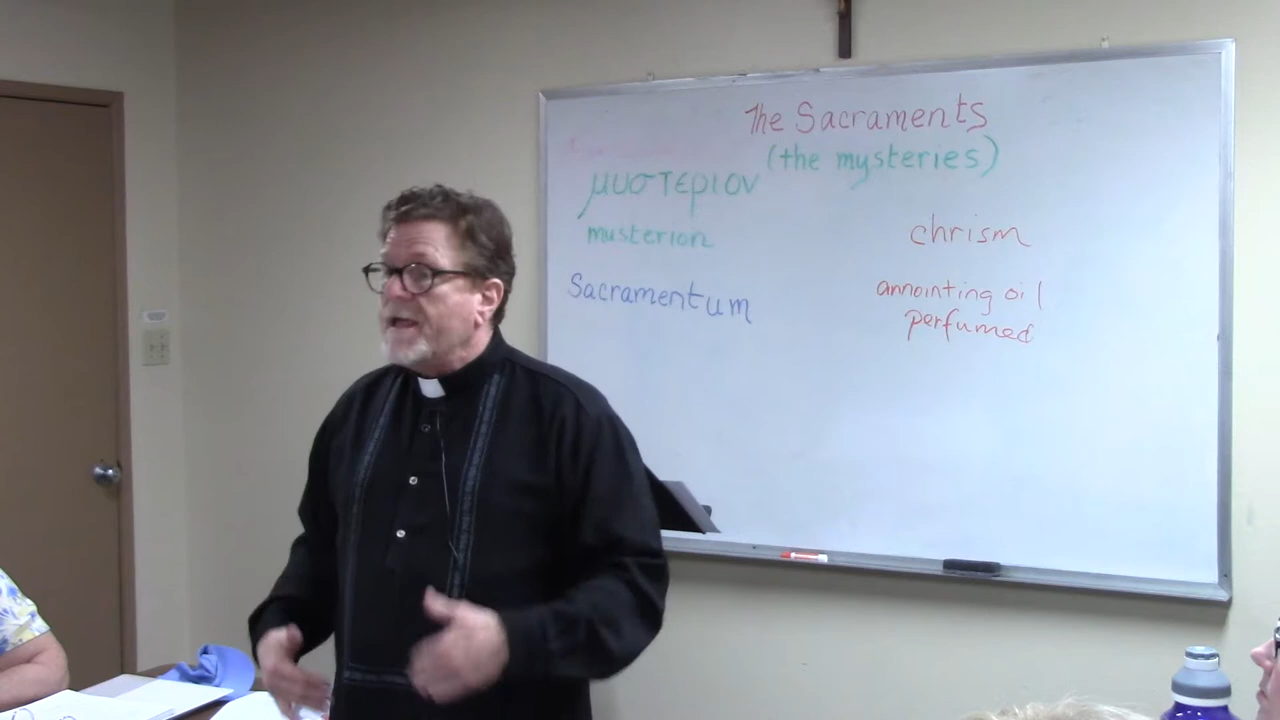 The Sacraments
(the mysteries)
μυστεριον
musterion
Sacramentum
chrism
annointing oil
perfumed